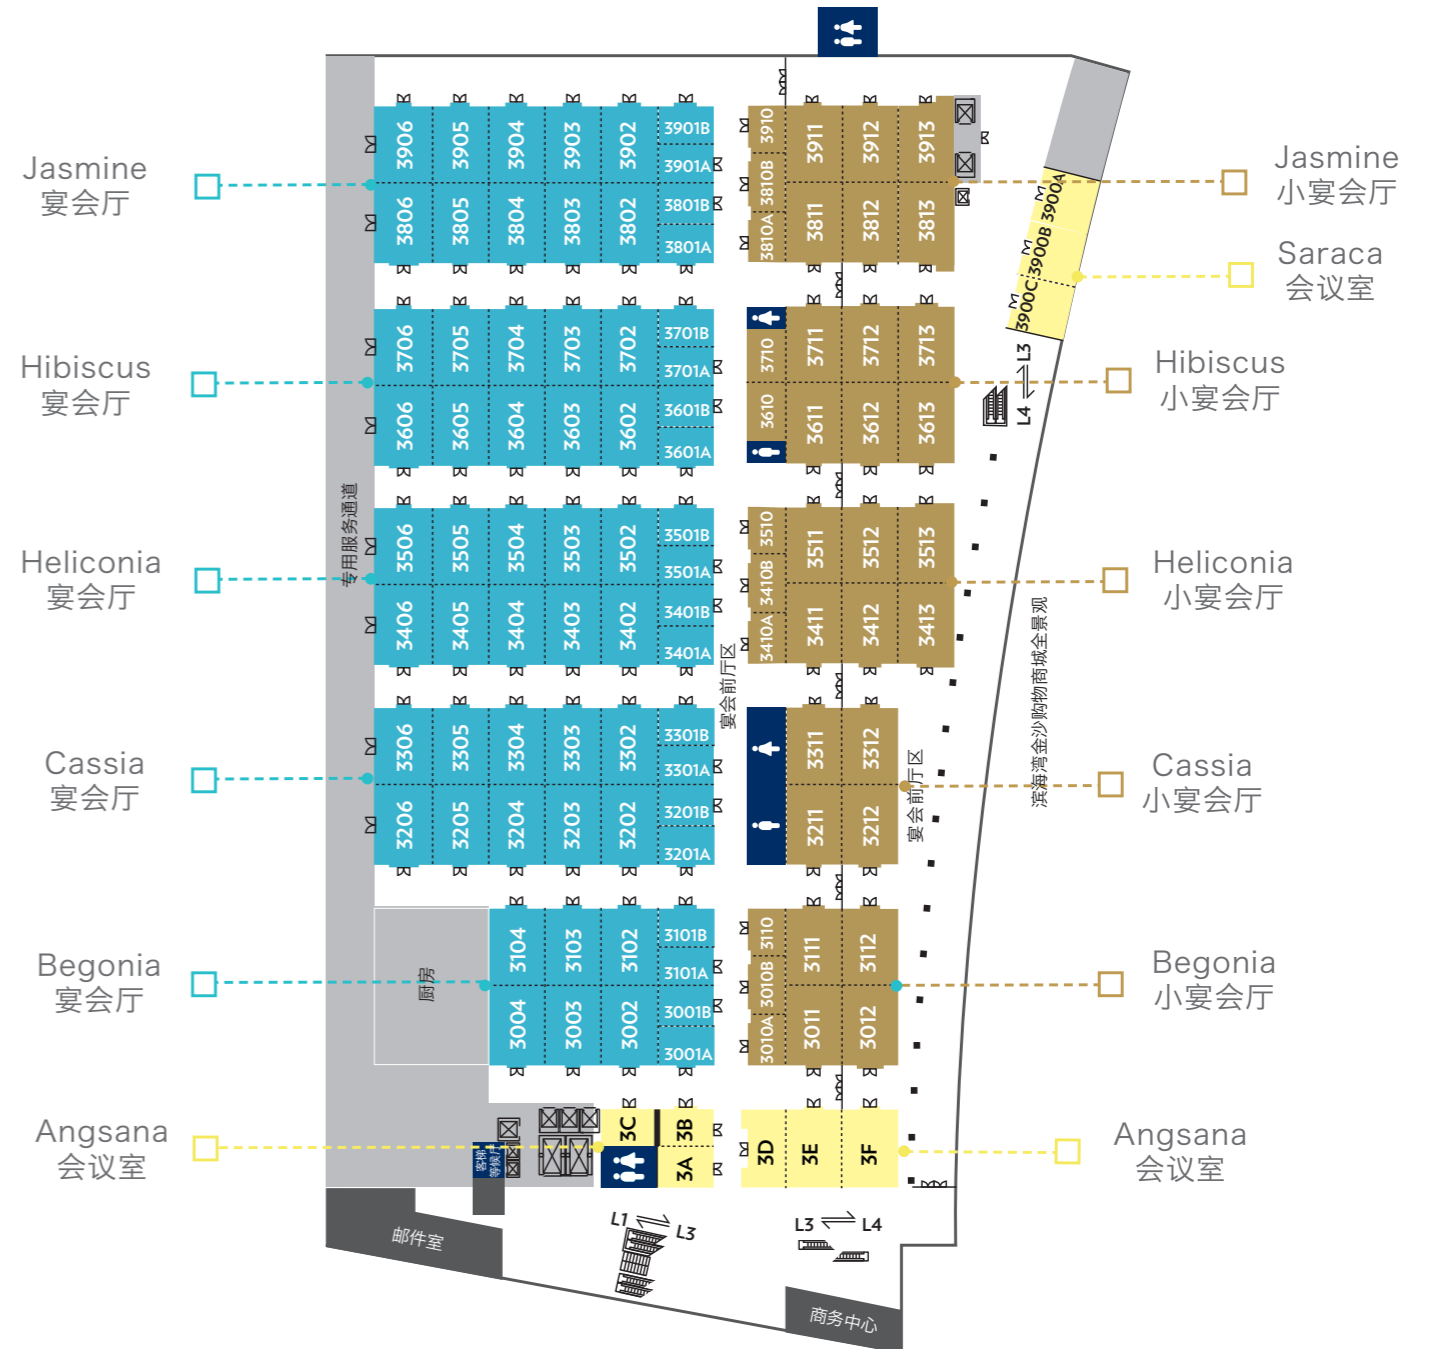 Jasmine
宴会厅
Hibiscus
宴会厅
Heliconia
宴会厅
Cassia
宴会厅
Begonia
宴会厅
Angsana
会议室
专用服务通道
3906
3905
3904
3903
3902
3901B
3901A
3806
3805
3804
3803
3802
3801B
3801A
3706
3705
3704
3703
3702
3701B
3701A
3606
3605
3604
3603
3602
3601B
3601A
3506
3505
3504
3503
3502
3501B
3501A
3406
3405
3404
3403
3402
3401B
3401A
3306
3305
3304
3303
3302
3301B
3301A
3206
3205
3204
3203
3202
3201B
3201A
厨房
3104
3103
3102
3101B
3101A
3004
3003
3002
3001B
3001A
3C
3B
3A
客梯
等候厅
邮件室
L1
L3
宴会前厅区
3910
3911
3912
3913
3810B
3810A
3811
3812
3813
3710
3711
3712
3713
3610
3611
3612
3613
3510
3511
3512
3513
3410B
3410A
3411
3412
3413
3311
3312
3211
3212
3110
3111
3112
3010B
3010A
3011
3012
3D
3E
3F
L3
L4
商务中心
宴会前厅区
滨海湾金沙购物商城全景观
3900A
3900B
3900C
L4
L3
Jasmine
小宴会厅
Saraca
会议室
Hibiscus
小宴会厅
Heliconia
小宴会厅
Cassia
小宴会厅
Begonia
小宴会厅
Angsana
会议室